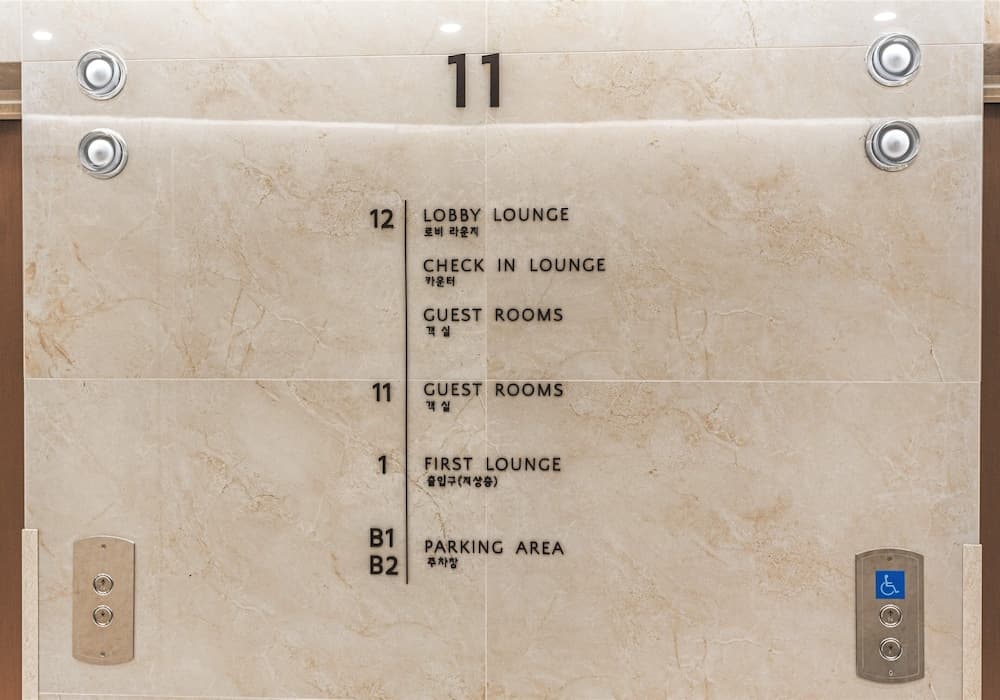 11
12 LOBBY LOUNGE
로비 라운지
CHECK IN LOUNGE
카운터
GUEST ROOMS
객 실
11 GUEST ROOMS
객 실
1 FIRST LOUNGE
출입구(지상층)
B1
B2
PARKING AREA
주차장